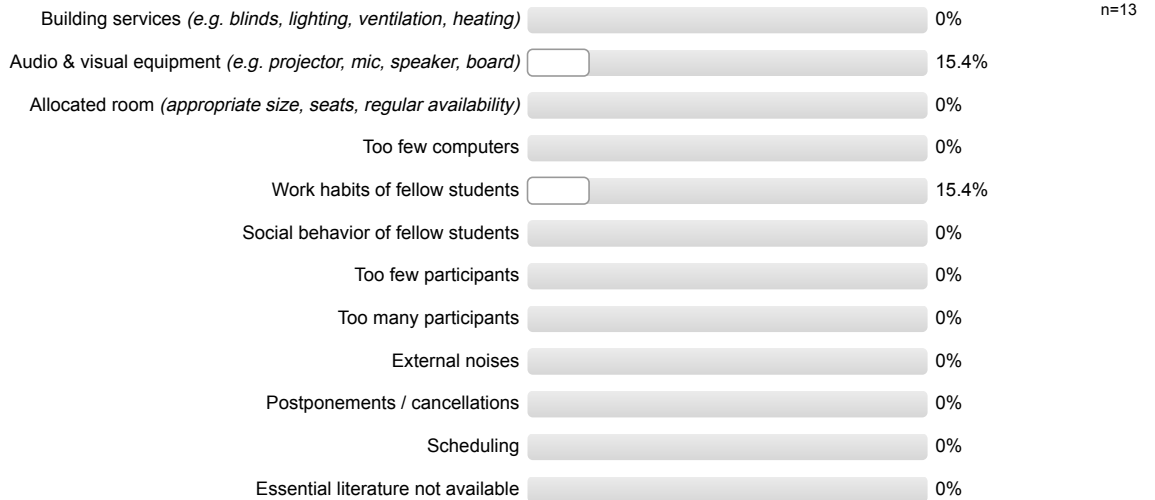 Building services (e.g. blinds, lighting, ventilation, heating) 0% n=13
Audio & visual equipment (e.g. projector, mic, speaker, board) 15.4%
Allocated room (appropriate size, seats, regular availability) 0%
Too few computers 0%
Work habits of fellow students 15.4%
Social behavior of fellow students 0%
Too few participants 0%
Too many participants 0%
External noises 0%
Postponements / cancellations 0%
Scheduling 0%
Essential literature not available 0%